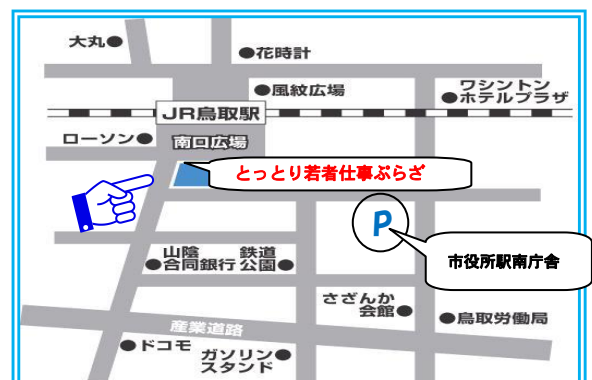 大丸●
●花時計
●風紋広場
ワシントン
●ホテルプラザ
JR鳥取駅
ローソン●
南口広場
とっとり若者仕事ぷらざ
P
市役所駅南庁舎
山陰
●合同銀行
鉄道
公園●
さざんか
会館●
●鳥取労働局
産業道路
●ドコモ
ガソリン●
スタンド